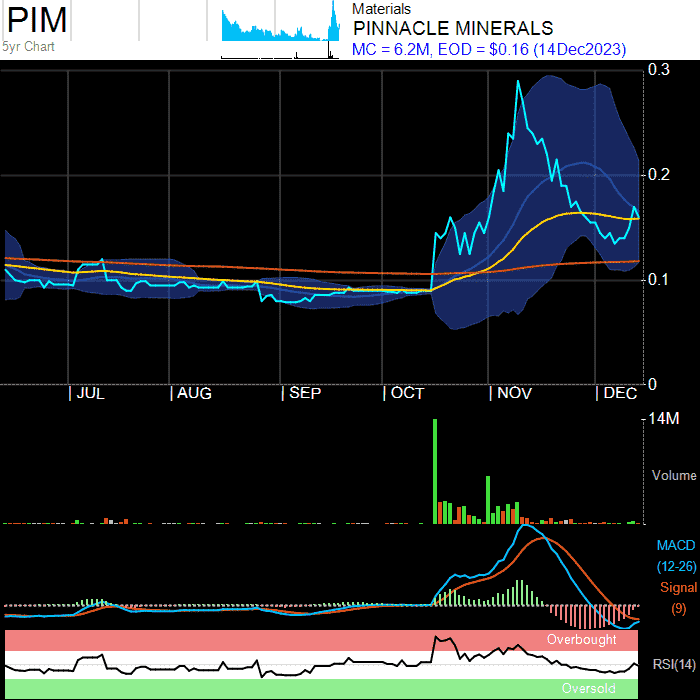 PIM
5yr Chart
Materials
PINNACLE MINERALS
MC = 6.2M, EOD = $0.16 (14Dec2023)
0.3
0.2
0.1
0
JUL AUG SEP OCT NOV DEC
14M
Volume
MACD
(12-26)
Signal
(9)
Overbought
RSI(14)
Oversold